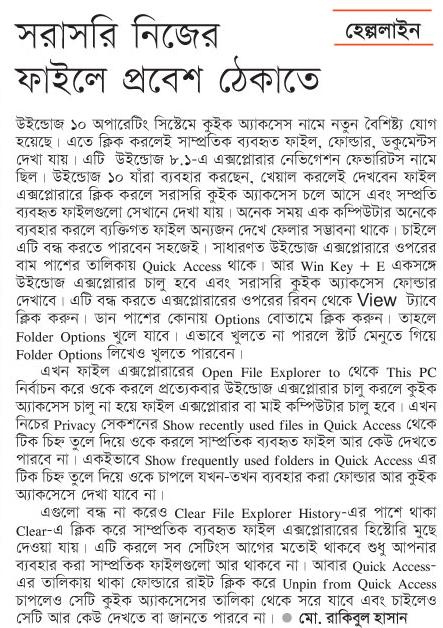 সরাসরি নিজের
হেল্পলাইন
ফাইলে প্রবেশ ঠেকাতে
উইন্ডোজ ১০ অপারেটিং সিস্টেমে কুইক অ্যাকসেস নামে নতুন বৈশিষ্ট্য যোগ
হয়েছে। এতে ক্লিক করলেই সাম্প্রতিক ব্যবহৃত ফাইল, ফোল্ডার, ডকুমেন্টস
দেখা যায়। এটি উইন্ডোজ ৮.১-এ এক্সপ্লোরার নেভিগেশন ফেভারিটস নামে
ছিল। উইন্ডোজ ১০ যাঁরা ব্যবহার করছেন, খেয়াল করলেই দেখবেন ফাইল
এক্সপ্লোরারে ক্লিক করলে সরাসরি কুইক অ্যাকসেস চলে আসে এবং সম্প্রতি
ব্যবহৃত ফাইলগুলো সেখানে দেখা যায়। অনেক সময় এক কম্পিউটার অনেকে
ব্যবহার করলে ব্যক্তিগত ফাইল অন্যজন দেখে ফেলার সম্ভাবনা থাকে। চাইলে
এটি বন্ধ করতে পারবেন সহজেই। সাধারণত উইন্ডোজ এক্সপ্লোরারে ওপরের
বাম পাশের তালিকায় Quick Access থাকে। আর Win Key + E একসঙ্গে
উইন্ডোজ এক্সপ্লোরার চালু হবে এবং সরাসরি কুইক অ্যাকসেস ফোল্ডার
দেখাবে। এটি বন্ধ করতে এক্সপ্লোরারের ওপরের রিবন থেকে View ট্যাবে
ক্লিক করুন। ডান পাশের কোনায় Options বোতামে ক্লিক করুন। তাহলে
Folder Options খুলে যাবে। এভাবে খুলতে না পারলে স্টার্ট মেনুতে গিয়ে
Folder Options লিখেও খুলতে পারবেন।
এখন ফাইল এক্সপ্লোরারের Open File Explorer to থেকে This PC
নির্বাচন করে ওকে করলে প্রত্যেকবার উইন্ডোজ এক্সপ্লোরার চালু করলে কুইক
অ্যাকসেস চালু না হয়ে ফাইল এক্সপ্লোরার বা মাই কম্পিউটার চালু হবে। এখন
নিচের Privacy সেকশনের Show recently used files in Quick Access থেকে
টিক চিহ্ন তুলে দিয়ে ওকে করলে সাম্প্রতিক ব্যবহৃত ফাইল আর কেউ দেখতে
পারবে না। একইভাবে Show frequently used folders in Quick Access এর
টিক চিহ্ন তুলে দিয়ে ওকে চাপলে যখন-তখন ব্যবহার করা ফোল্ডার আর কুইক
অ্যাকসেসে দেখা যাবে না।
এগুলো বন্ধ না করেও Clear File Explorer History-এর পাশে থাকা
Clear-এ ক্লিক করে সাম্প্রতিক ব্যবহৃত ফাইল এক্সপ্লোরারের হিস্টোরি মুছে
দেওয়া যায়। এটি করলে সব সেটিংস আগের মতোই থাকবে শুধু আপনার
ব্যবহার করা সাম্প্রতিক ফাইলগুলো আর থাকবে না। আবার Quick Access-
এর তালিকায় থাকা ফোল্ডারে রাইট ক্লিক করে Unpin from Quick Access
চাপলেও সেটি কুইক অ্যাকসেসের তালিকা থেকে সরে যাবে এবং চাইলেও
সেটি আর কেউ দেখতে বা জানতে পারবে না। ● মো. রাকিবুল হাসান